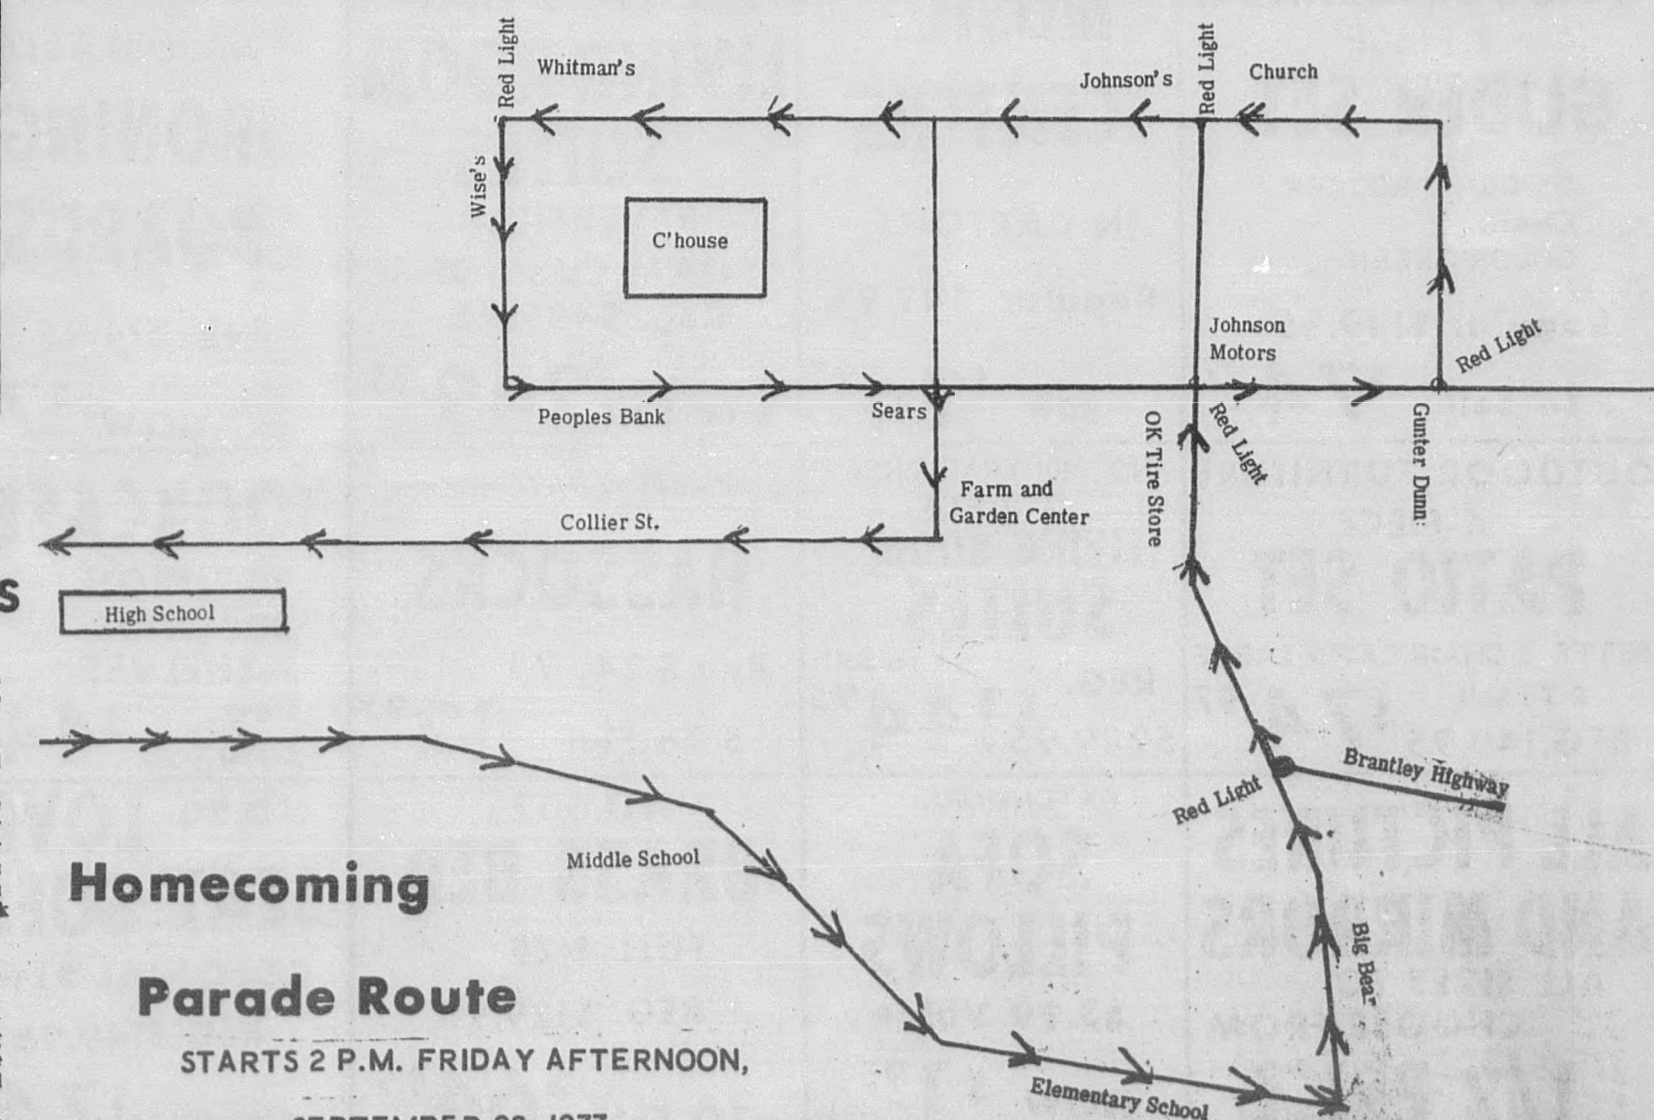 Red Light
Whitman's
Johnson's
Red Light
Church
Wise's
C'house
Johnson
Motors
Red Light
Peoples Bank
Sears
OK Tire Store
Red Light
Gunter Dunn:
Farm and
Garden Center
Collier St.
S
High School
Brantley Highway
Red Light
Middle School
Big Bear
Elementary School
Homecoming
Parade Route
STARTS 2 P.M. FRIDAY AFTERNOON,